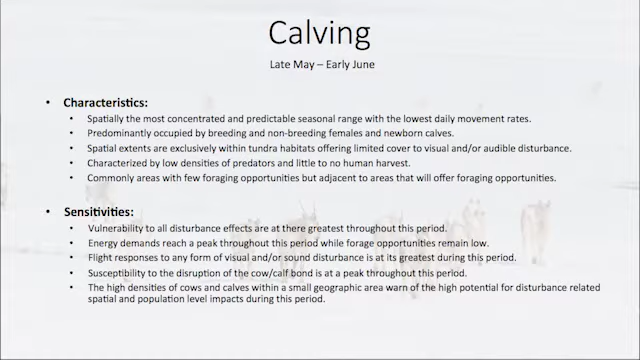 Calving
Late May – Early June
• Characteristics:
• Spatially the most concentrated and predictable seasonal range with the lowest daily movement rates.
• Predominantly occupied by breeding and non-breeding females and newborn calves.
• Spatial extents are exclusively within tundra habitats offering limited cover to visual and/or audible disturbance.
• Characterized by low densities of predators and little to no human harvest.
• Commonly areas with few foraging opportunities but adjacent to areas that will offer foraging opportunities.
• Sensitivities:
• Vulnerability to all disturbance effects are at there greatest throughout this period.
• Energy demands reach a peak throughout this period while forage opportunities remain low.
• Flight responses to any form of visual and/or sound disturbance is at its greatest during this period.
• Susceptibility to the disruption of the cow/calf bond is at a peak throughout this period.
• The high densities of cows and calves within a small geographic area warn of the high potential for disturbance related
spatial and population level impacts during this period.